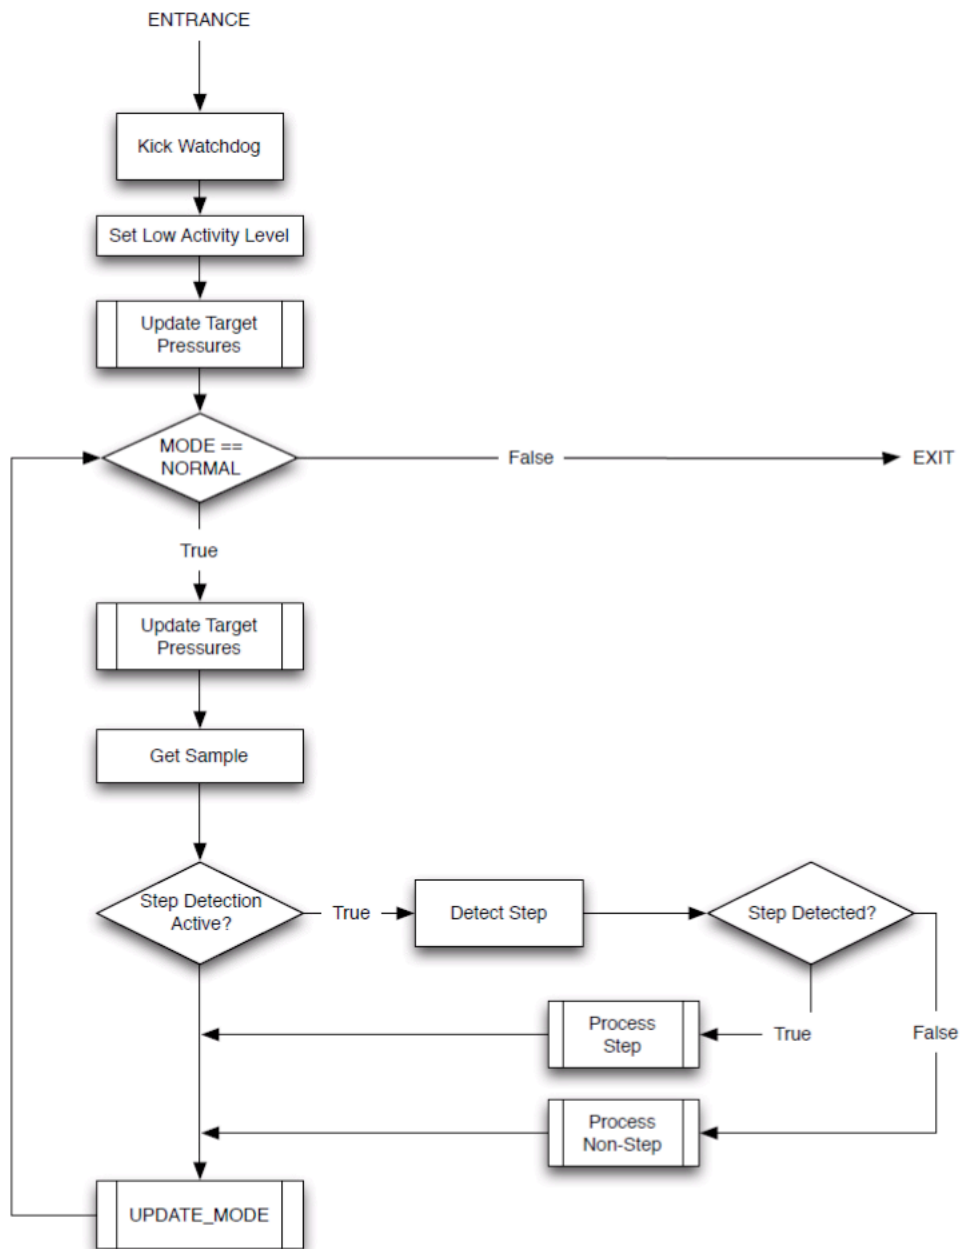 ENTRANCE
Kick Watchdog
Set Low Activity Level
Update Target
Pressures
MODE ==
NORMAL
False
EXIT
True
Update Target
Pressures
Get Sample
Step Detection
Active?
True
Detect Step
Step Detected?
Process
Step
True
False
Process
Non-Step
UPDATE_MODE